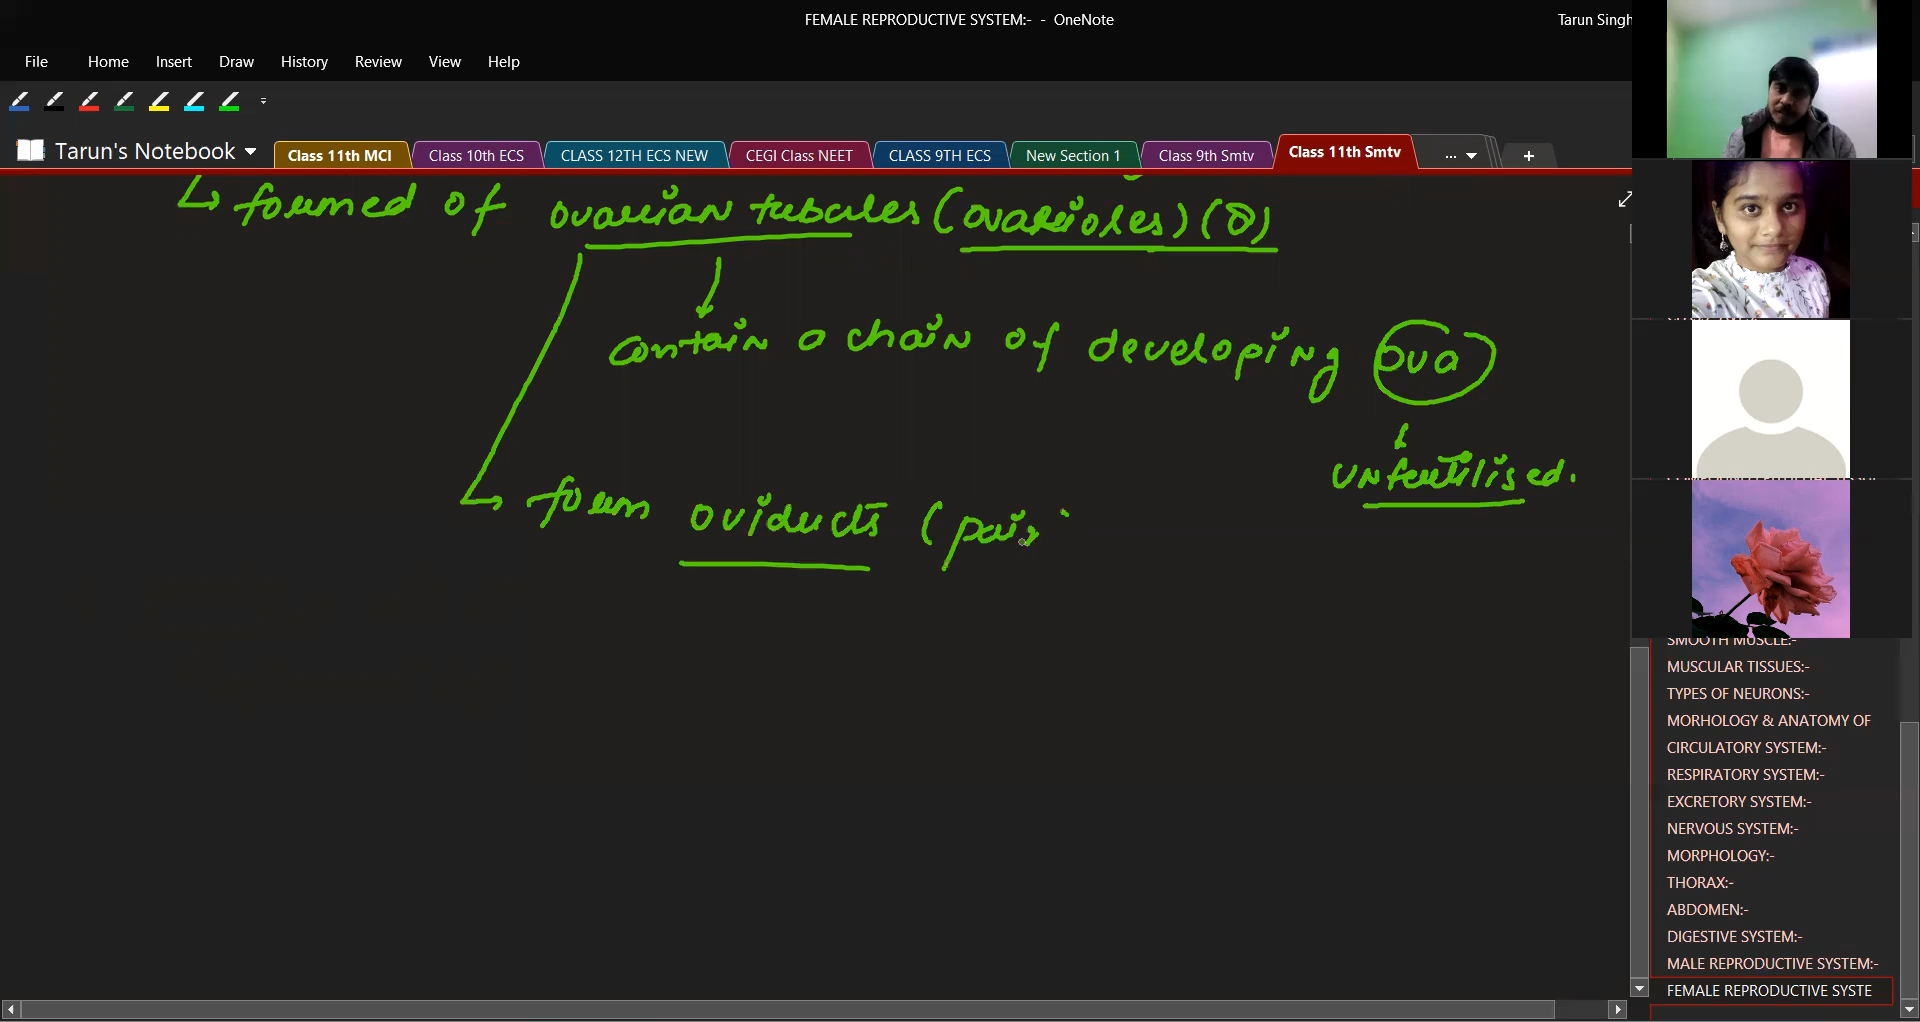 FEMALE REPRODUCTIVE SYSTEM:- - OneNote
Tarun Singh
File Home Insert Draw History Review View Help
Tarun's Notebook
Class 11th MCI
Class 10th ECS
CLASS 12TH ECS NEW
CEGI Class NEET
CLASS 9TH ECS
New Section 1
Class 9th Smtv
Class 11th Smtv
...
+
↳ formed of ovarian tubules (ovarioles) (8)
contain a chain of developing ova
unfertilised.
↳ form oviducts (pair
SMOOTH MUSCLE:-
MUSCULAR TISSUES:-
TYPES OF NEURONS:-
MORHOLOGY & ANATOMY OF
CIRCULATORY SYSTEM:-
RESPIRATORY SYSTEM:-
EXCRETORY SYSTEM:-
NERVOUS SYSTEM:-
MORPHOLOGY:-
THORAX:-
ABDOMEN:-
DIGESTIVE SYSTEM:-
MALE REPRODUCTIVE SYSTEM:-
FEMALE REPRODUCTIVE SYSTE